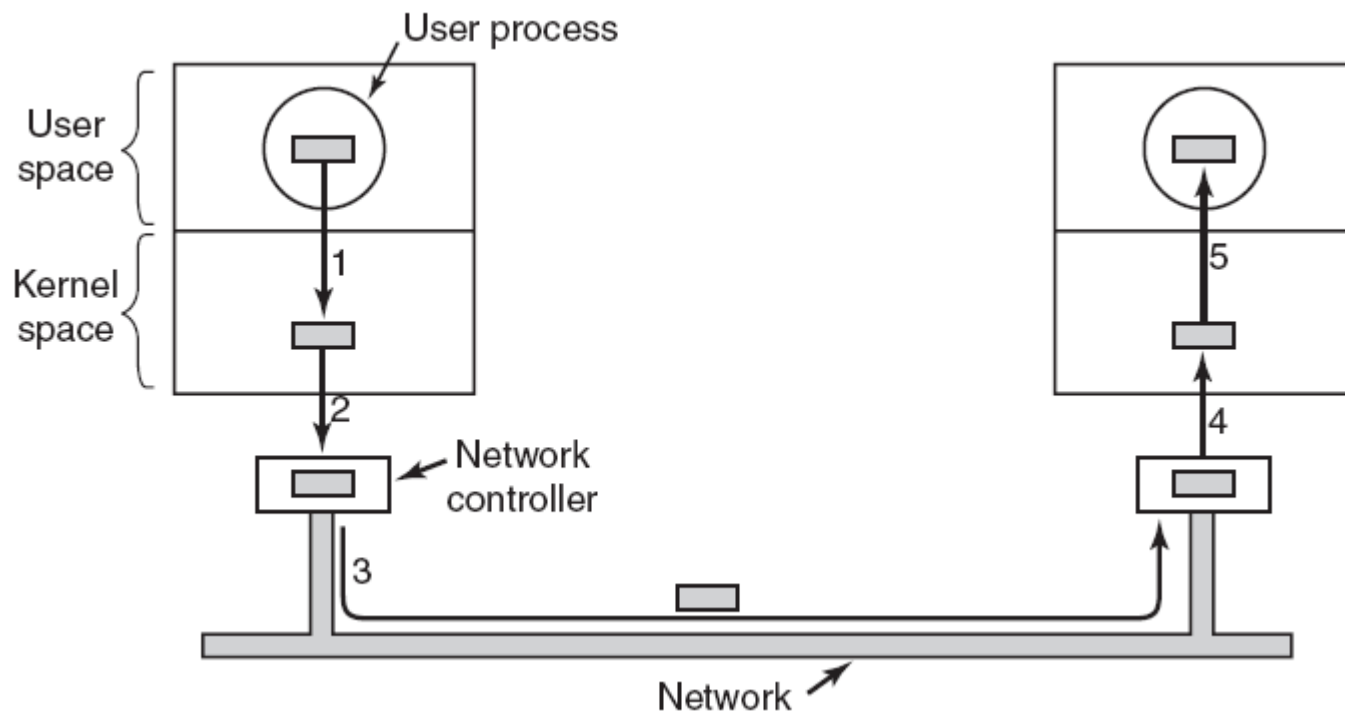 User process
User
space
1
5
Kernel
space
2
4
Network
controller
3
Network